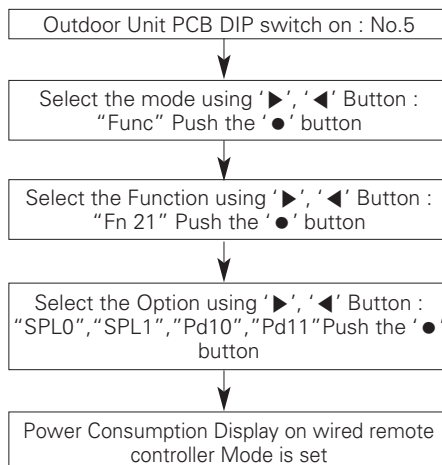 Outdoor Unit PCB DIP switch on : No.5
Select the mode using ‘▶’, ‘◀’ Button :
“Func” Push the ‘●’ button
Select the Function using ‘▶’, ‘◀’ Button :
“Fn 21” Push the ‘●’ button
Select the Option using ‘▶’, ‘◀’ Button :
“SPL0”,“SPL1”,”Pd10”,”Pd11”Push the ‘●’
button
Power Consumption Display on wired remote
controller Mode is set